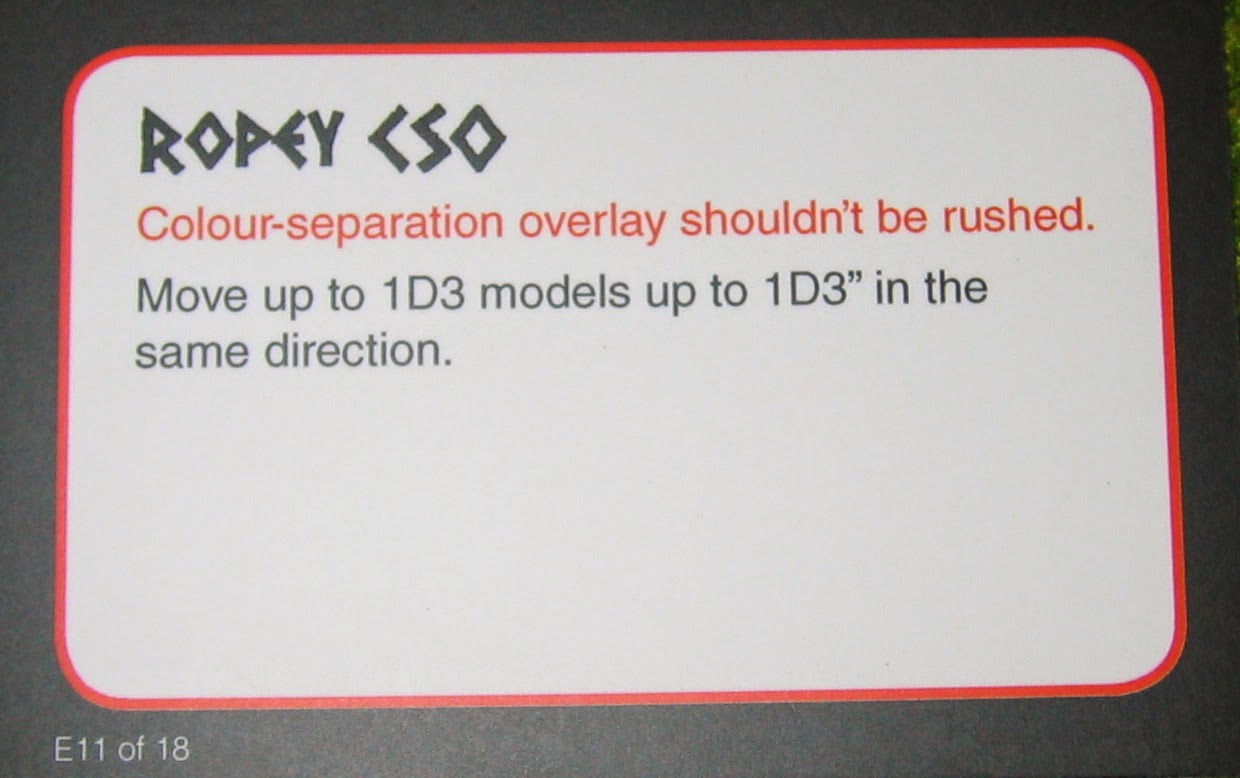 ROPEY CSO
Colour-separation overlay shouldn't be rushed.
Move up to 1D3 models up to 1D3” in the
same direction.
E11 of 18